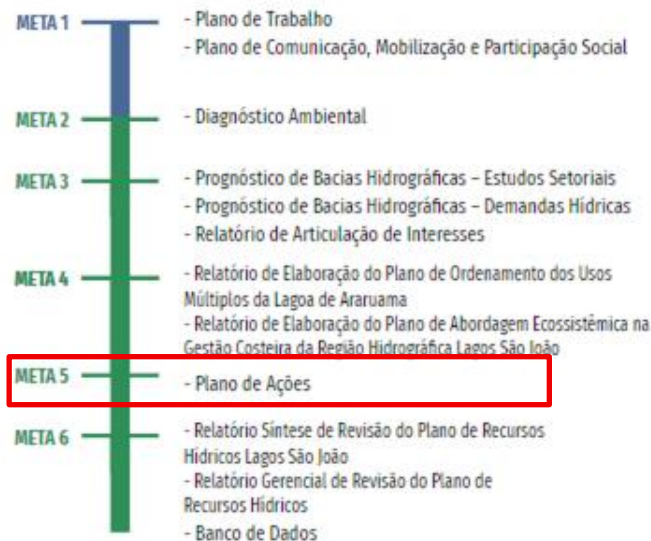 META 1
- Plano de Trabalho
- Plano de Comunicação, Mobilização e Participação Social
META 2
- Diagnóstico Ambiental
META 3
- Prognóstico de Bacias Hidrográficas – Estudos Setoriais
- Prognóstico de Bacias Hidrográficas – Demandas Hídricas
- Relatório de Articulação de Interesses
META 4
- Relatório de Elaboração do Plano de Ordenamento dos Usos
Múltiplos da Lagoa de Araruama
- Relatório de Elaboração do Plano de Abordagem Ecossistêmica na
Gestão Costeira da Região Hidrográfica Lagos São João
META 5
- Plano de Ações
META 6
- Relatório Síntese de Revisão do Plano de Recursos
Hídricos Lagos São João
- Relatório Gerencial de Revisão do Plano de
Recursos Hídricos
- Banco de Dados